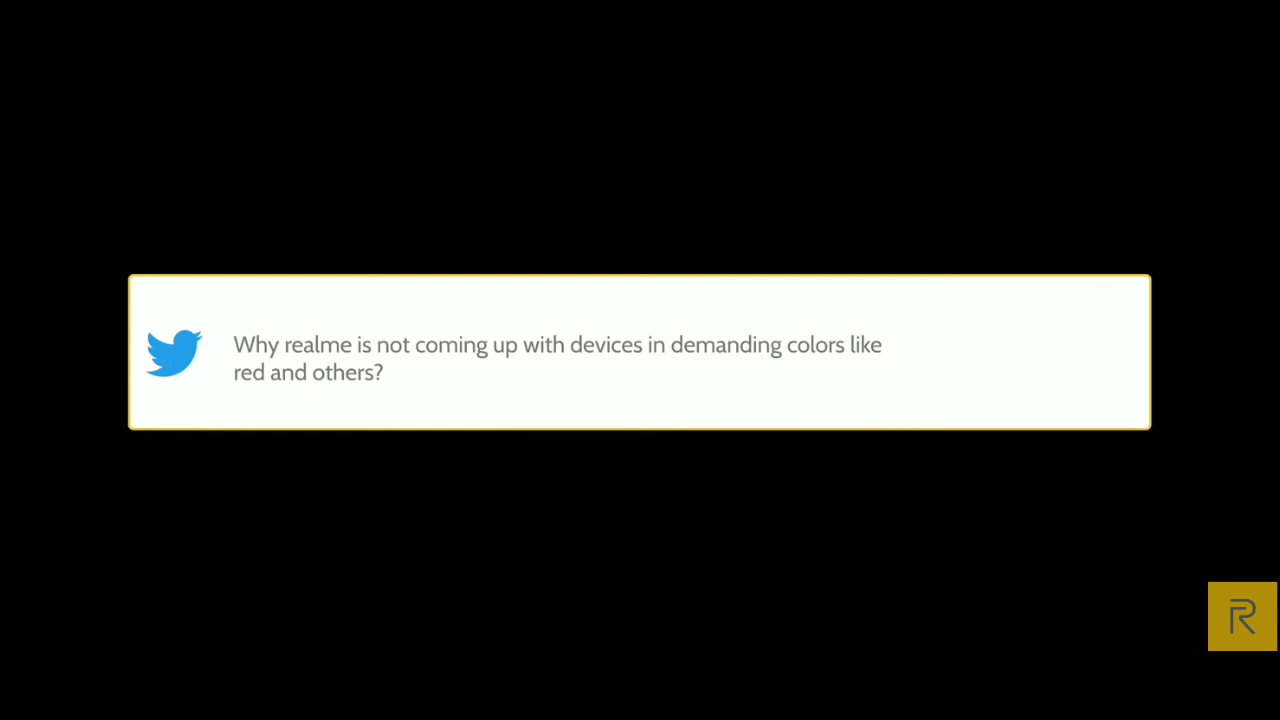 Why realme is not coming up with devices in demanding colors like
red and others?
R